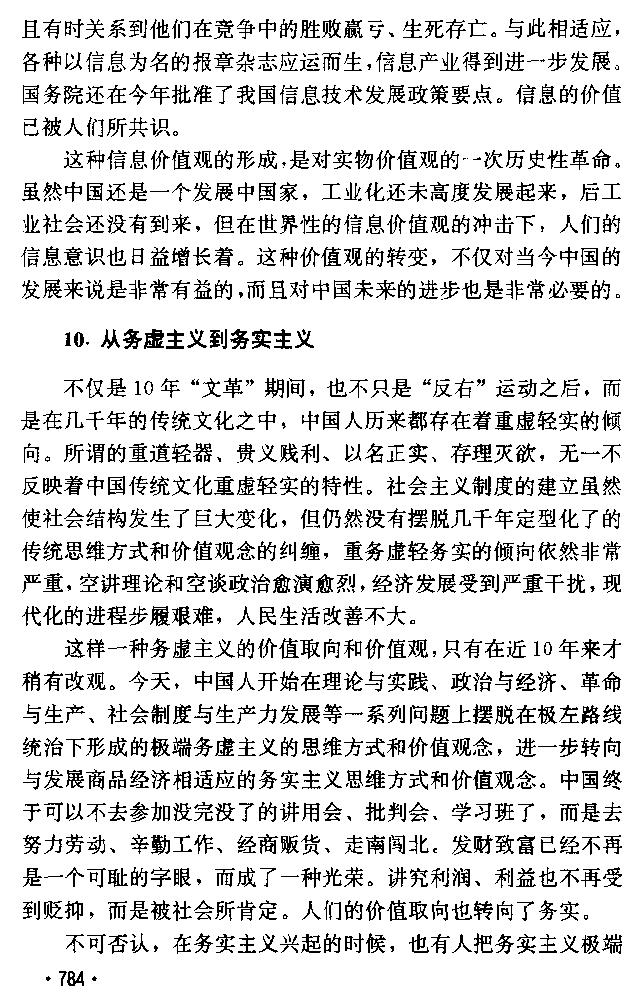 且有时关系到他们在竞争中的胜败赢亏、生死存亡。与此相适应，
各种以信息为名的报章杂志应运而生，信息产业得到进一步发展。
国务院还在今年批准了我国信息技术发展政策要点。信息的价值
已被人们所共识。
这种信息价值观的形成，是对实物价值观的一次历史性革命。
虽然中国还是一个发展中国家，工业化还未高度发展起来，后工
业社会还没有到来，但在世界性的信息价值观的冲击下，人们的
信息意识也日益增长着。这种价值观的转变，不仅对当今中国的
发展来说是非常有益的，而且对中国未来的进步也是非常必要的。
10. 从务虚主义到务实主义
不仅是10年“文革”期间，也不只是“反右”运动之后，而
是在几千年的传统文化之中，中国人历来都存在着重虚轻实的倾
向。所谓的重道轻器、贵义贱利、以名正实、存理灭欲，无一不
反映着中国传统文化重虚轻实的特性。社会主义制度的建立虽然
使社会结构发生了巨大变化，但仍然没有摆脱几千年定型化了的
传统思维方式和价值观念的纠缠，重务虚轻务实的倾向依然非常
严重，空讲理论和空谈政治愈演愈烈，经济发展受到严重干扰，现
代化的进程步履艰难，人民生活改善不大。
这样一种务虚主义的价值取向和价值观，只有在近10年来才
稍有改观。今天，中国人开始在理论与实践、政治与经济、革命
与生产、社会制度与生产力发展等一系列问题上摆脱在极左路线
统治下形成的极端务虚主义的思维方式和价值观念，进一步转向
与发展商品经济相适应的务实主义思维方式和价值观念。中国终
于可以不去参加没完没了的讲用会、批判会、学习班了，而是去
努力劳动、辛勤工作、经商贩货、走南闯北。发财致富已经不再
是一个可耻的字眼，而成了一种光荣。讲究利润、利益也不再受
到贬抑，而是被社会所肯定。人们的价值取向也转向了务实。
不可否认，在务实主义兴起的时候，也有人把务实主义极端
·784·